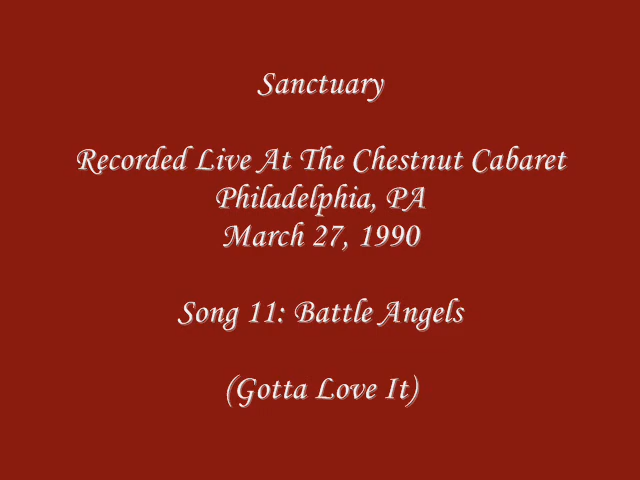 Sanctuary
Recorded Live At The Chestnut Cabaret
Philadelphia, PA
March 27, 1990
Song 11: Battle Angels
(Gotta Love It)